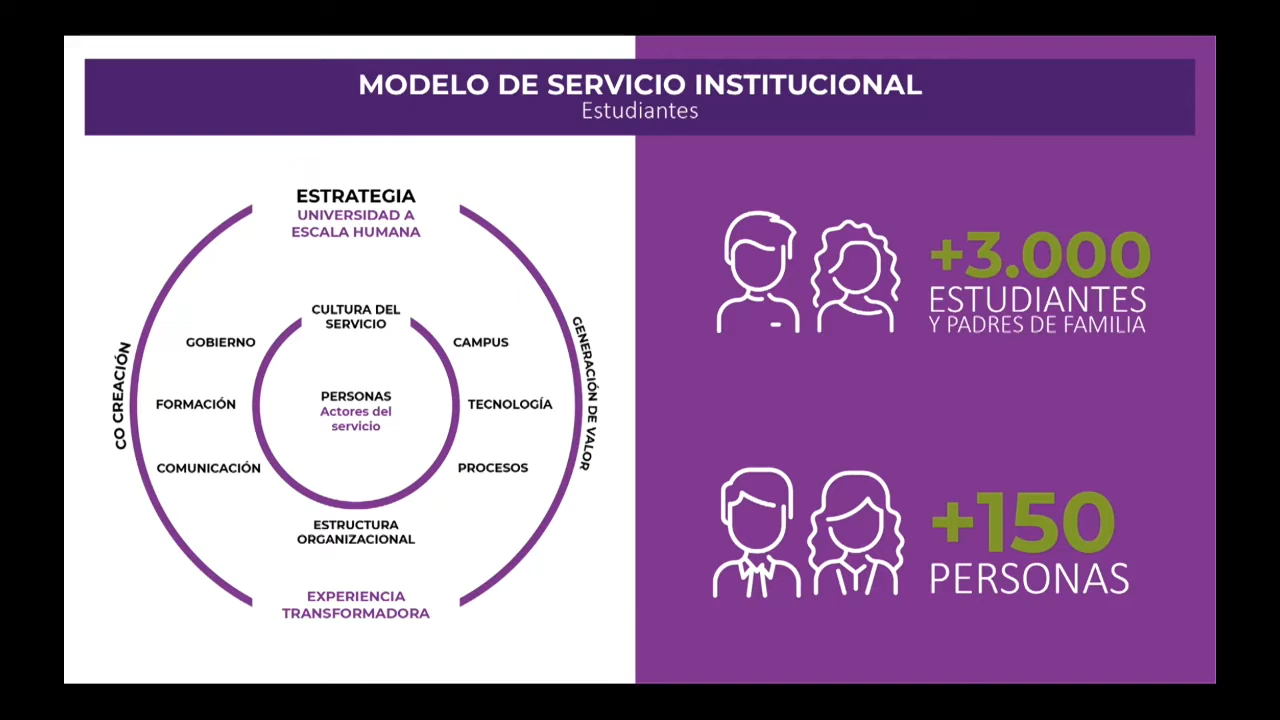 MODELO DE SERVICIO INSTITUCIONAL
Estudiantes
ESTRATEGIA
UNIVERSIDAD A
ESCALA HUMANA
CO CREACIÓN
GENERACIÓN DE VALOR
CULTURA DEL
SERVICIO
GOBIERNO
CAMPUS
FORMACIÓN
PERSONAS
Actores del
servicio
TECNOLOGÍA
COMUNICACIÓN
PROCESOS
ESTRUCTURA
ORGANIZACIONAL
EXPERIENCIA
TRANSFORMADORA
+3.000
ESTUDIANTES
Y PADRES DE FAMILIA
+150
PERSONAS